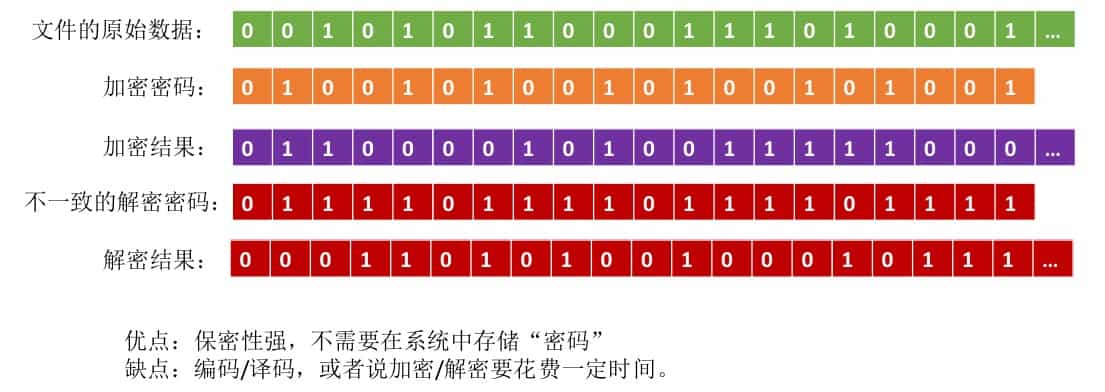 文件的原始数据： 0 0 1 0 1 0 1 1 0 0 0 1 1 1 0 1 0 0 0 1 ...
加密密码： 0 1 0 0 1 0 1 0 0 1 0 1 0 0 1 0 1 0 0 1
加密结果： 0 1 1 0 0 0 0 1 0 1 0 0 1 1 1 1 1 0 0 0 ...
不一致的解密密码： 0 1 1 1 1 0 1 1 1 1 0 1 1 1 1 0 1 1 1 1
解密结果： 0 0 0 1 1 0 1 0 1 0 0 1 0 0 0 1 0 1 1 1 ...
优点：保密性强，不需要在系统中存储“密码”
缺点：编码/译码，或者说加密/解密要花费一定时间。